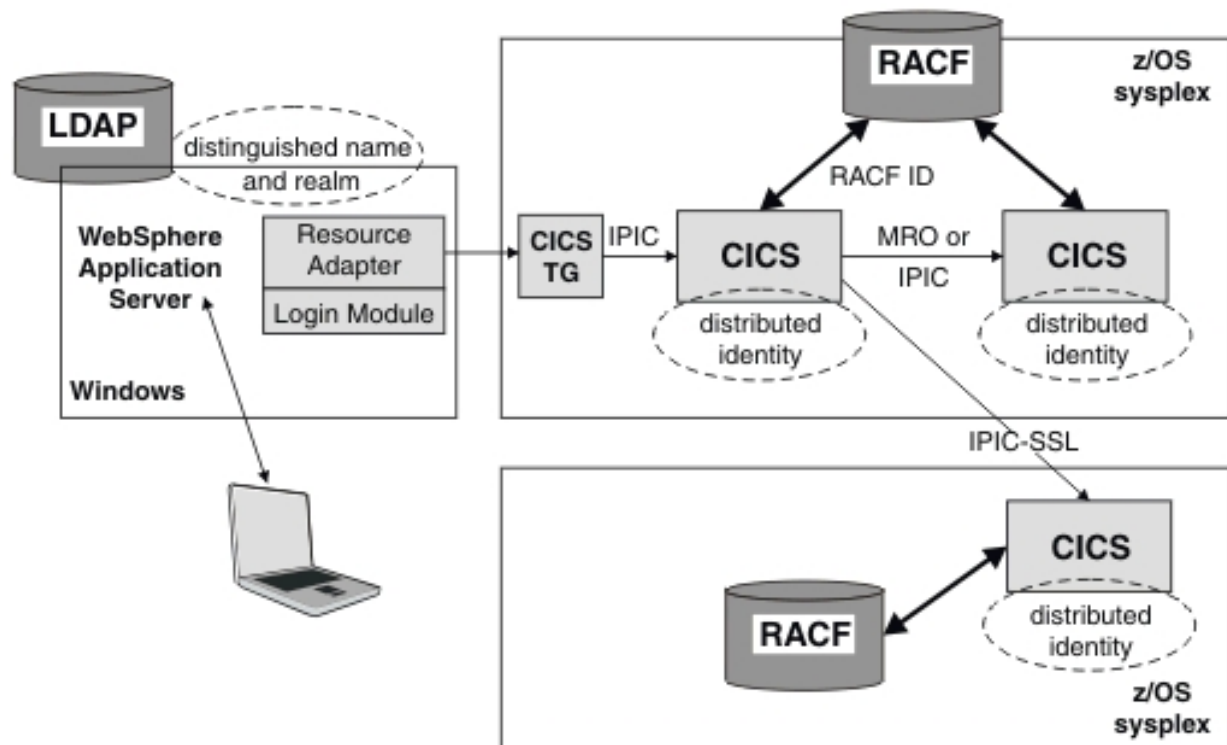 LDAP
distinguished name
and realm
WebSphere
Application
Server
Resource
Adapter
Login Module
Windows
RACF
z/OS
sysplex
RACF ID
CICS
TG
IPIC
CICS
MRO or
IPIC
CICS
distributed
identity
distributed
identity
IPIC-SSL
CICS
distributed
identity
RACF
z/OS
sysplex